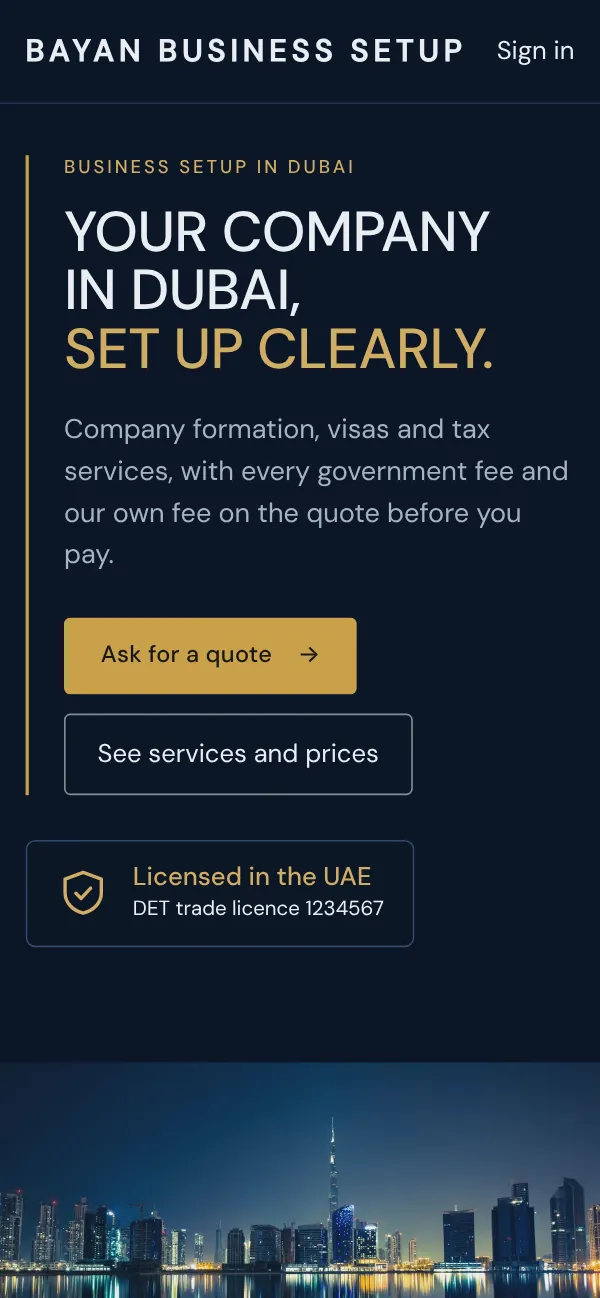 BAYAN BUSINESS SETUP
Sign in
BUSINESS SETUP IN DUBAI
YOUR COMPANY
IN DUBAI,
SET UP CLEARLY.
Company formation, visas and tax
services, with every government fee and
our own fee on the quote before you
pay.
Ask for a quote →
See services and prices
Licensed in the UAE
DET trade licence 1234567